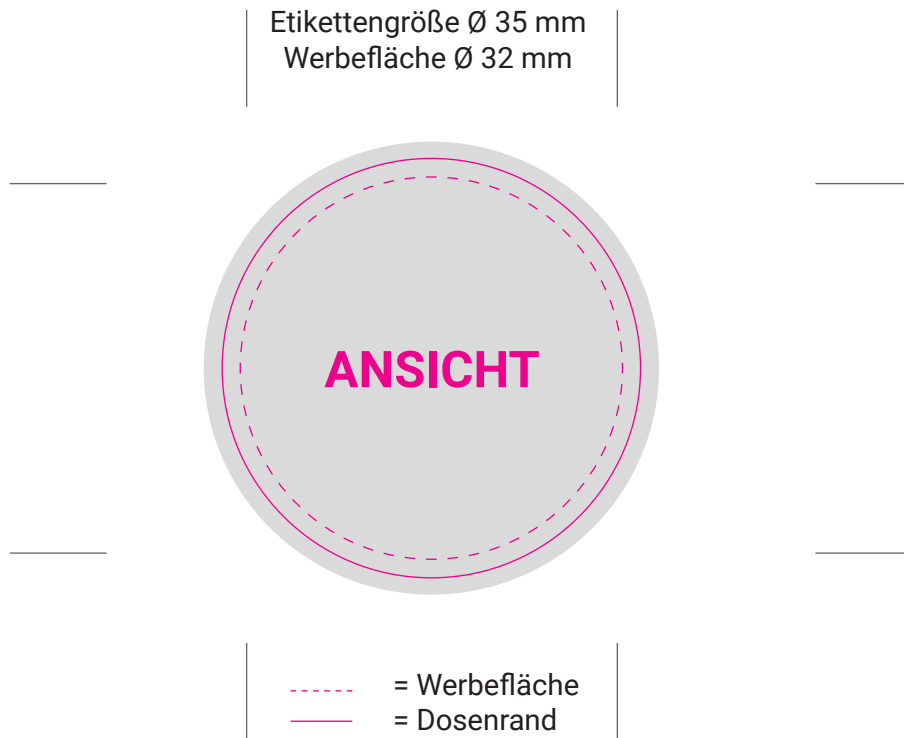 Etikettengröße Ø 35 mm
Werbefläche Ø 32 mm
ANSICHT
= Werbefläche
= Dosenrand